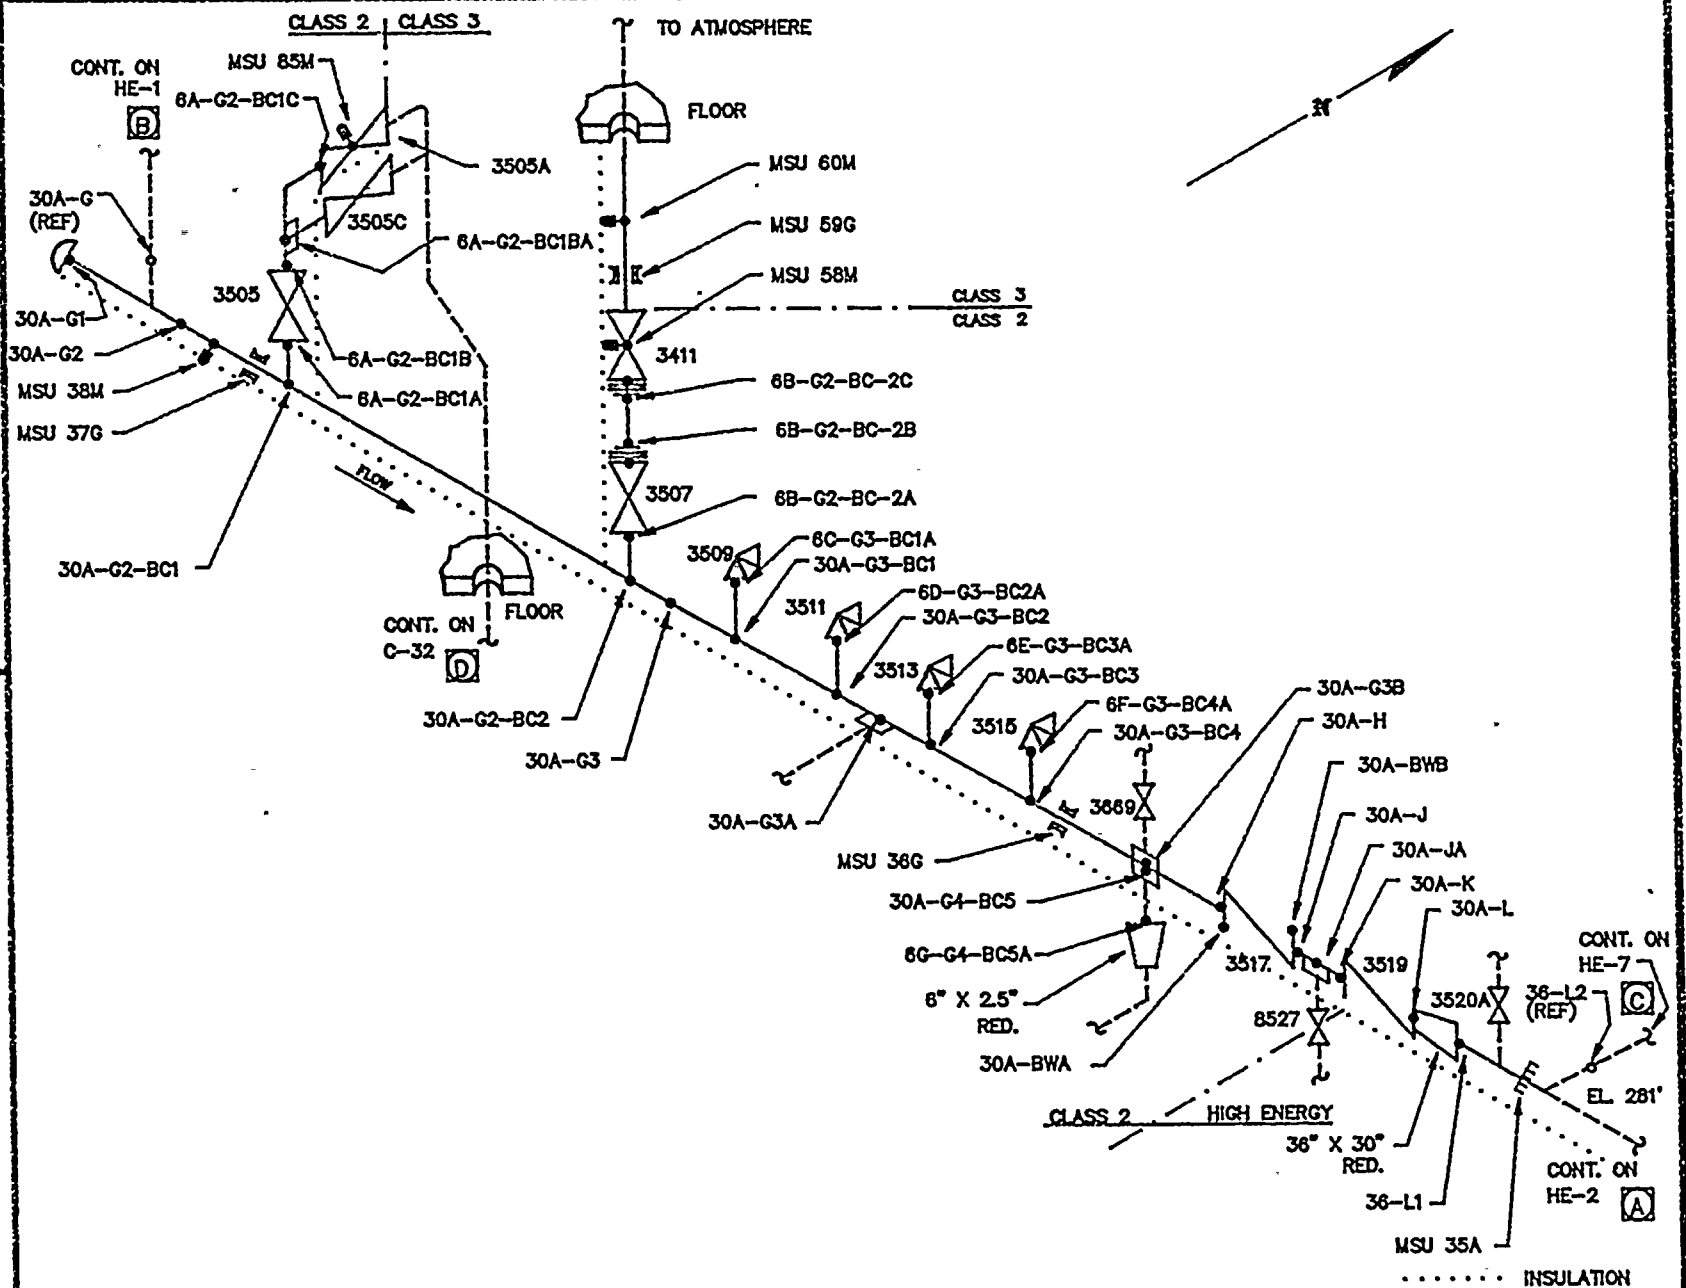 CLASS 2 CLASS 3
TO ATMOSPHERE
CONT. ON
HE-1
B
MSU 85M
6A-G2-BC1C
FLOOR
N
3505A
MSU 60M
30A-G
(REF)
3505C
6A-G2-BC1BA
MSU 59G
MSU 58M
3505
CLASS 3
CLASS 2
30A-G1
30A-G2
6A-G2-BC1B
3411
MSU 38M
6A-G2-BC1A
6B-G2-BC-2C
MSU 37G
6B-G2-BC-2B
FLOW
3507
6B-G2-BC-2A
30A-G2-BC1
3509
6C-G3-BC1A
30A-G3-BC1
FLOOR
CONT. ON
C-32
D
3511
6D-G3-BC2A
30A-G3-BC2
3513
6E-G3-BC3A
30A-G3-BC3
30A-G2-BC2
30A-G3
3515
6F-G3-BC4A
30A-G3-BC4
30A-G3B
30A-H
30A-G3A
3669
30A-BWB
30A-J
MSU 36G
30A-JA
30A-K
30A-G4-BC5
30A-L
6G-G4-BC5A
3517
3519
6" X 2.5"
RED.
3520A
36-L2
(REF)
CONT. ON
HE-7
C
8527
30A-BWA
EL. 281'
CLASS 2
HIGH ENERGY
36" X 30"
RED.
CONT. ON
HE-2
A
36-L1
MSU 35A
INSULATION